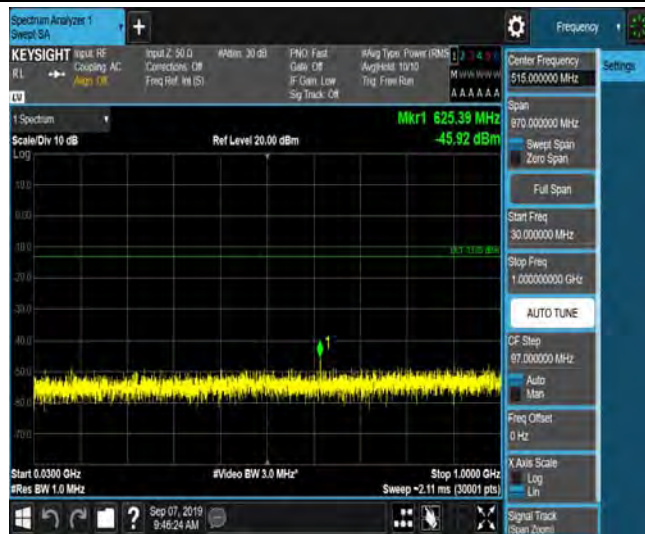 Spectrum Analyzer 1
Swept SA
+
Frequency
KEYSIGHT
Input: RF
Coupling: AC
Align: Off
Input Z: 50 Ω
Corrections: Off
Freq Ref: Int (S)
#Atten: 30 dB
PNO: Fast
Gate: Off
IF Gain: Low
Sig Track: Off
#Avg Type: Power (RMS
Avg|Hold: 10/10
Trig: Free Run
1 2 3 4 5 6
M W W W W W
A A A A A A
RL
LV
1 Spectrum
Scale/Div 10 dB
Ref Level 20.00 dBm
Mkr1 625.39 MHz
-45.92 dBm
Log
10.0
0.00
-10.0
-20.0
-30.0
-40.0
-50.0
-60.0
-70.0
DL1 -13.00 dBm
1
Start 0.0300 GHz
#Res BW 1.0 MHz
#Video BW 3.0 MHz*
Stop 1.0000 GHz
Sweep ~2.11 ms (30001 pts)
Center Frequency
515.000000 MHz
Span
970.000000 MHz
Swept Span
Zero Span
Full Span
Start Freq
30.000000 MHz
Stop Freq
1.000000000 GHz
AUTO TUNE
CF Step
97.000000 MHz
Auto
Man
Freq Offset
0 Hz
X Axis Scale
Log
Lin
Signal Track
(Span Zoom)
Settings
?
Sep 07, 2019
9:46:24 AM